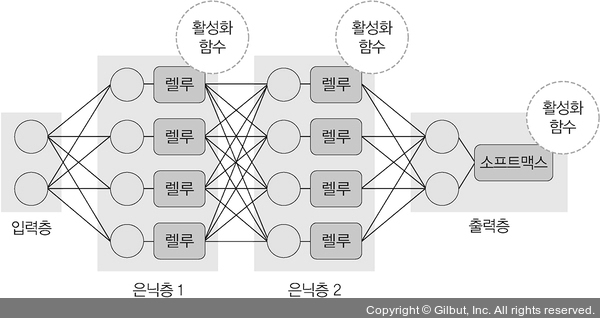 활성화
함수
활성화
함수
활성화
함수
렐루
렐루
렐루
렐루
렐루
렐루
렐루
렐루
소프트맥스
입력층
출력층
은닉층 1
은닉층 2
Copyright © Gilbut, Inc. All rights reserved.